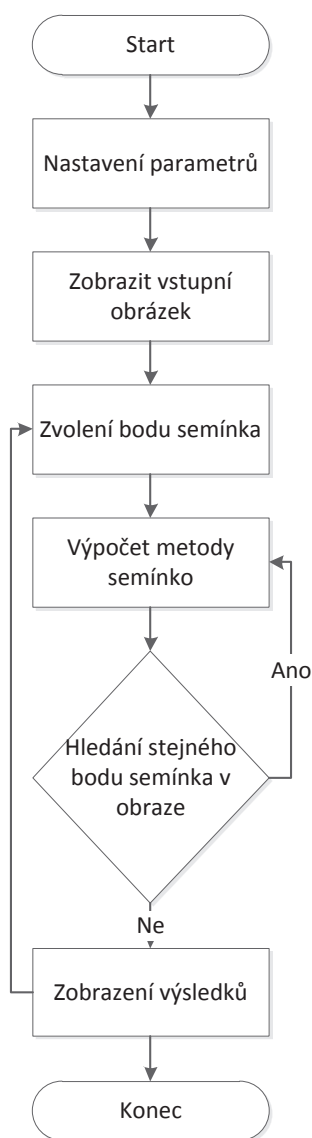 Start
Nastavení parametrů
Zobrazit vstupní
obrázek
Zvolení bodu semínka
Výpočet metody
semínko
Ano
Hledání stejného
bodu semínka v
obraze
Ne
Zobrazení výsledků
Konec